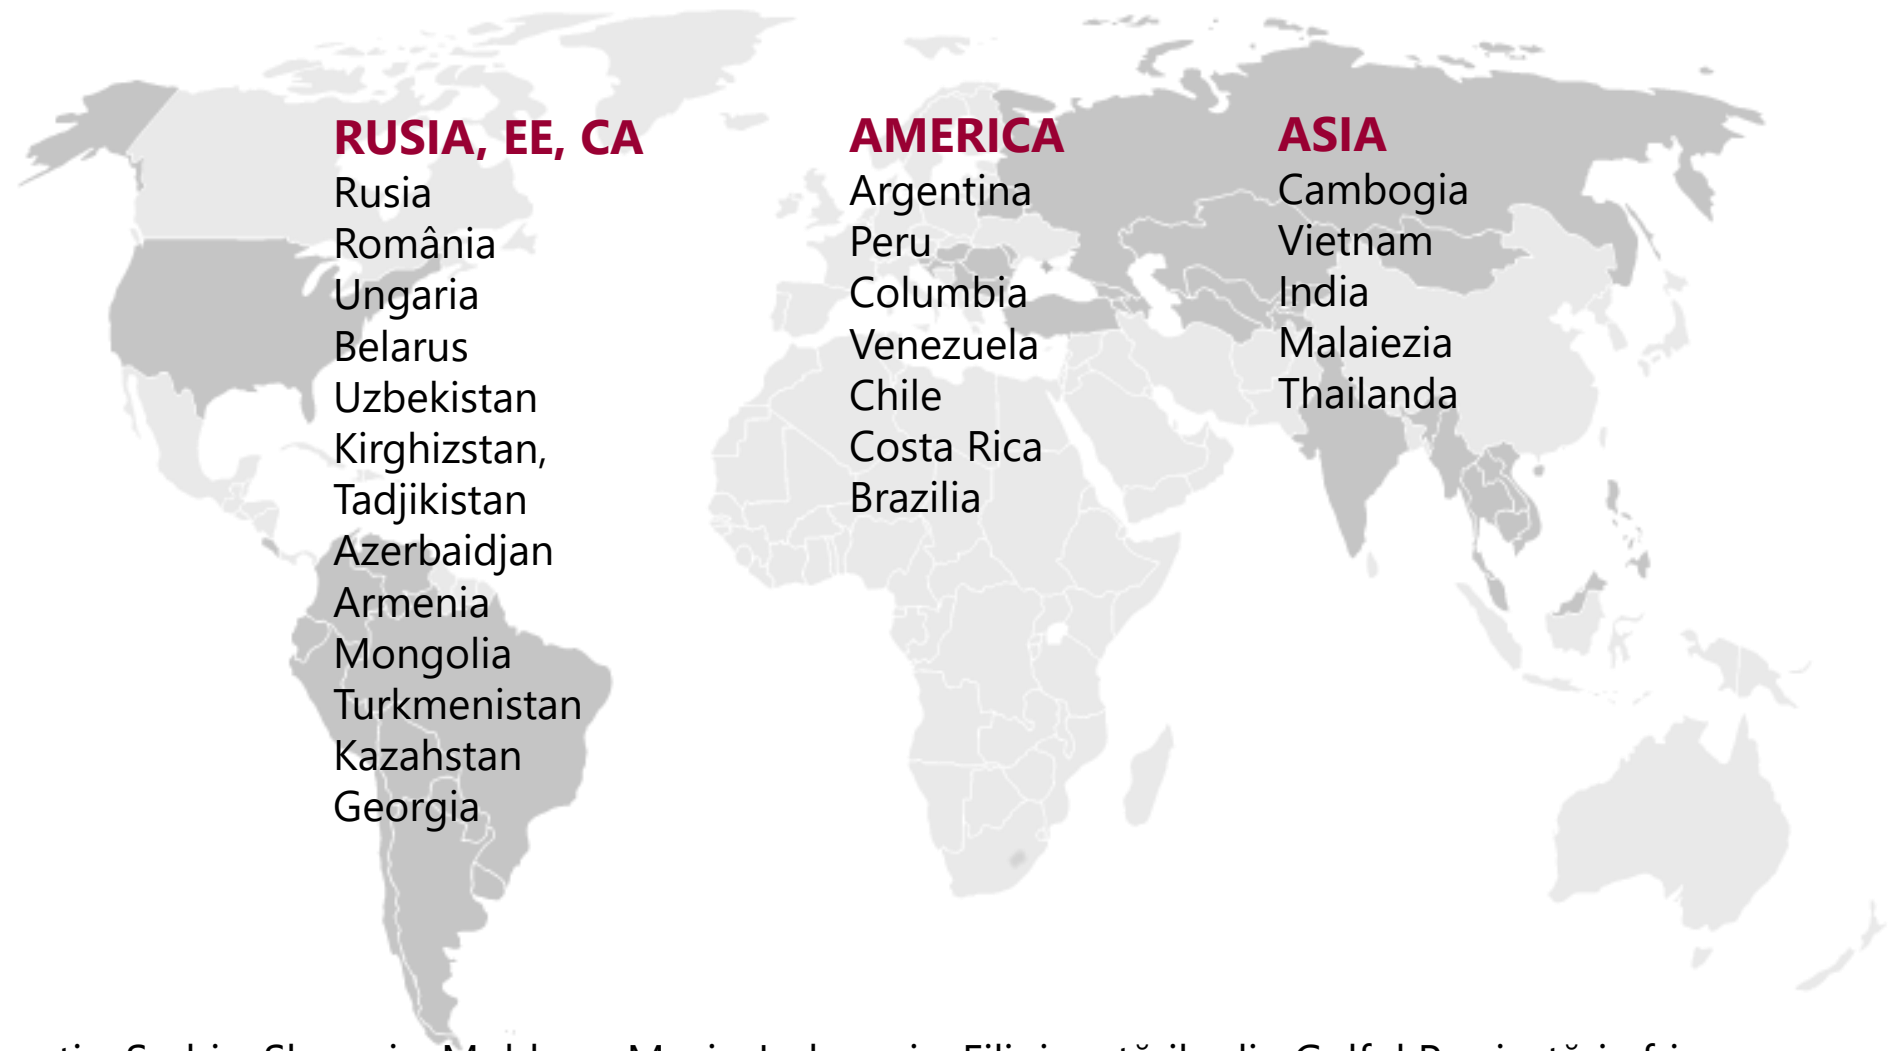 RUSIA, EE, CA
Rusia
România
Ungaria
Belarus
Uzbekistan
Kirghizstan,
Tadjikistan
Azerbaidjan
Armenia
Mongolia
Turkmenistan
Kazahstan
Georgia
AMERICA
Argentina
Peru
Columbia
Venezuela
Chile
Costa Rica
Brazilia
ASIA
Cambogia
Vietnam
India
Malaiezia
Thailanda